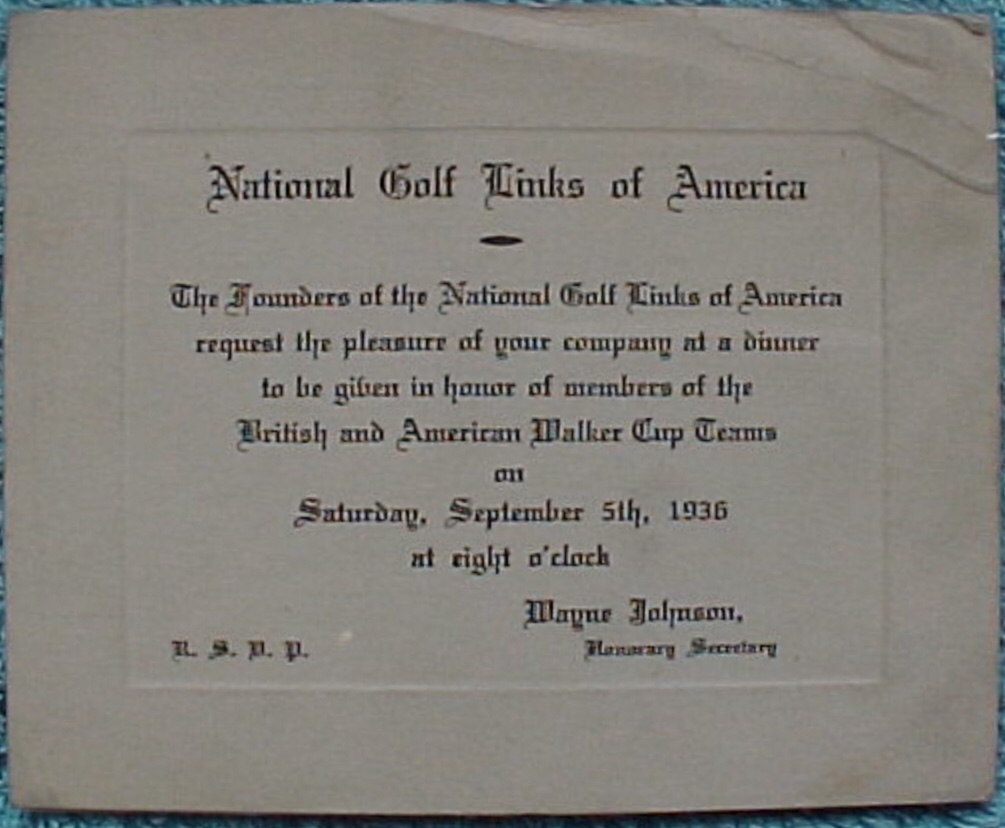 National Golf Links of America
The Founders of the National Golf Links of America
request the pleasure of your company at a dinner
to be given in honor of members of the
British and American Walker Cup Teams
on
Saturday, September 5th, 1936
at eight o'clock
Wayne Johnson,
R. S. V. P.
Honorary Secretary